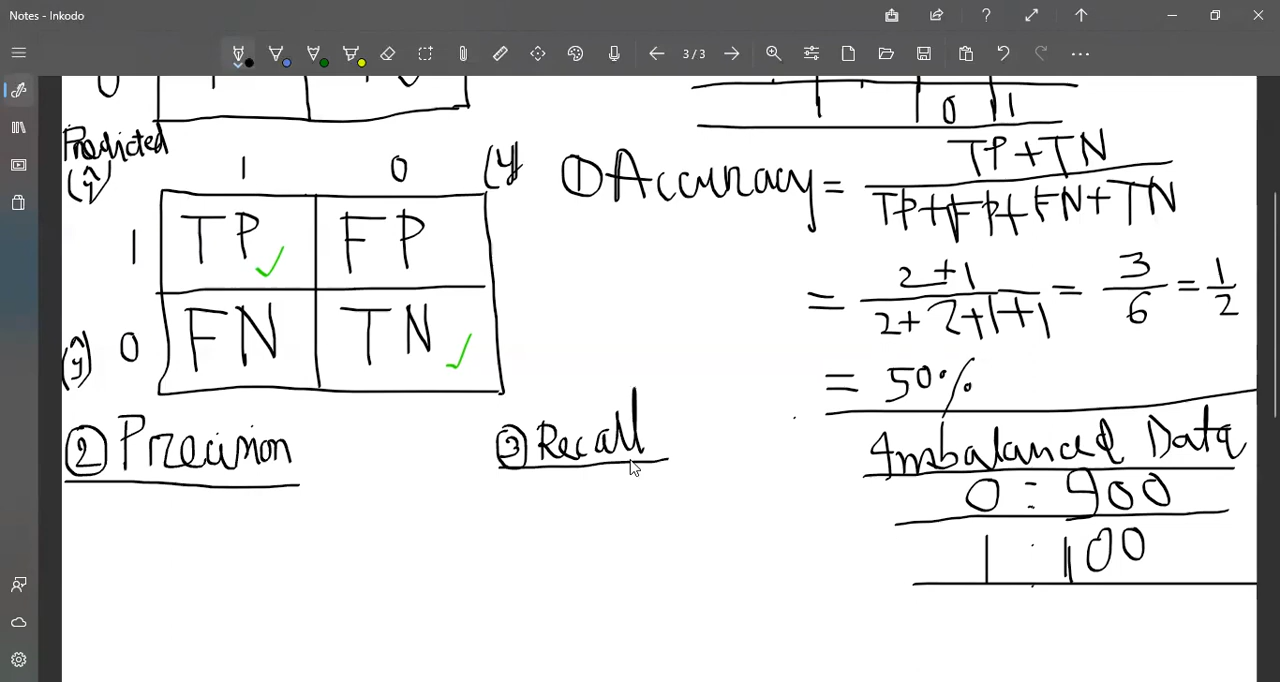 Notes - Inkodo
3/3
0 1
Predicted
(ŷ) 1 0 (y
① Accuracy = TP+TN
TP+FP+FN+TN
1 TP FP
= 2+1 = 3 = 1
2+2+1+1 6 2
(ŷ) 0 FN TN
= 50%
② Precision ③ Recall
Imbalanced Data
0 : 900
1 : 100